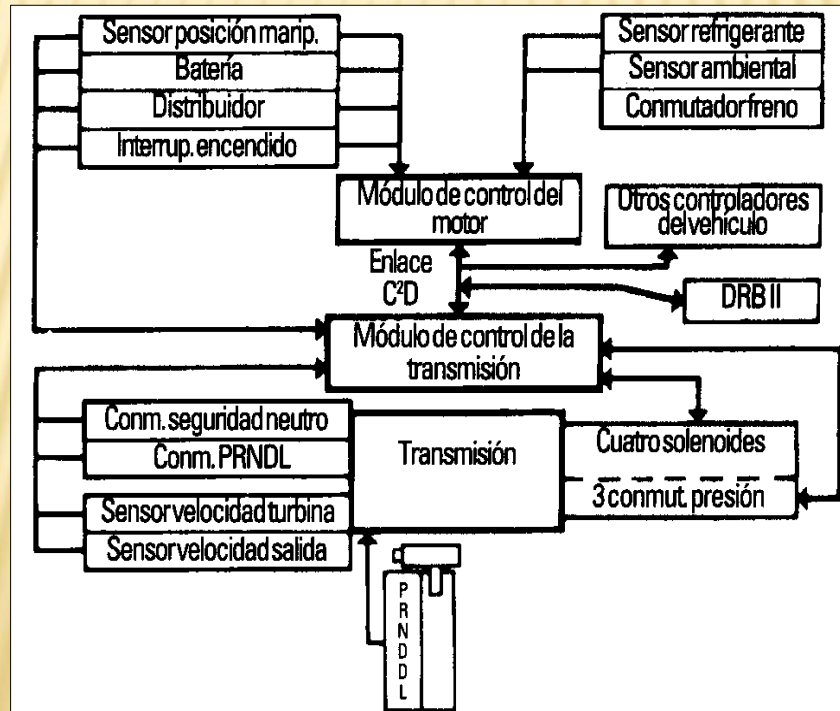 Sensor posición marip.
Batería
Distribuidor
Interrup. encendido
Sensor refrigerante
Sensor ambiental
Conmutador freno
Módulo de control del
motor
Otros controladores
del vehículo
Enlace
C²D
DRB II
Módulo de control de la
transmisión
Conm. seguridad neutro
Conm. PRNDL
Sensor velocidad turbina
Sensor velocidad salida
Transmisión
Cuatro solenoides
3 conmut. presión
P
R
N
D
D
L